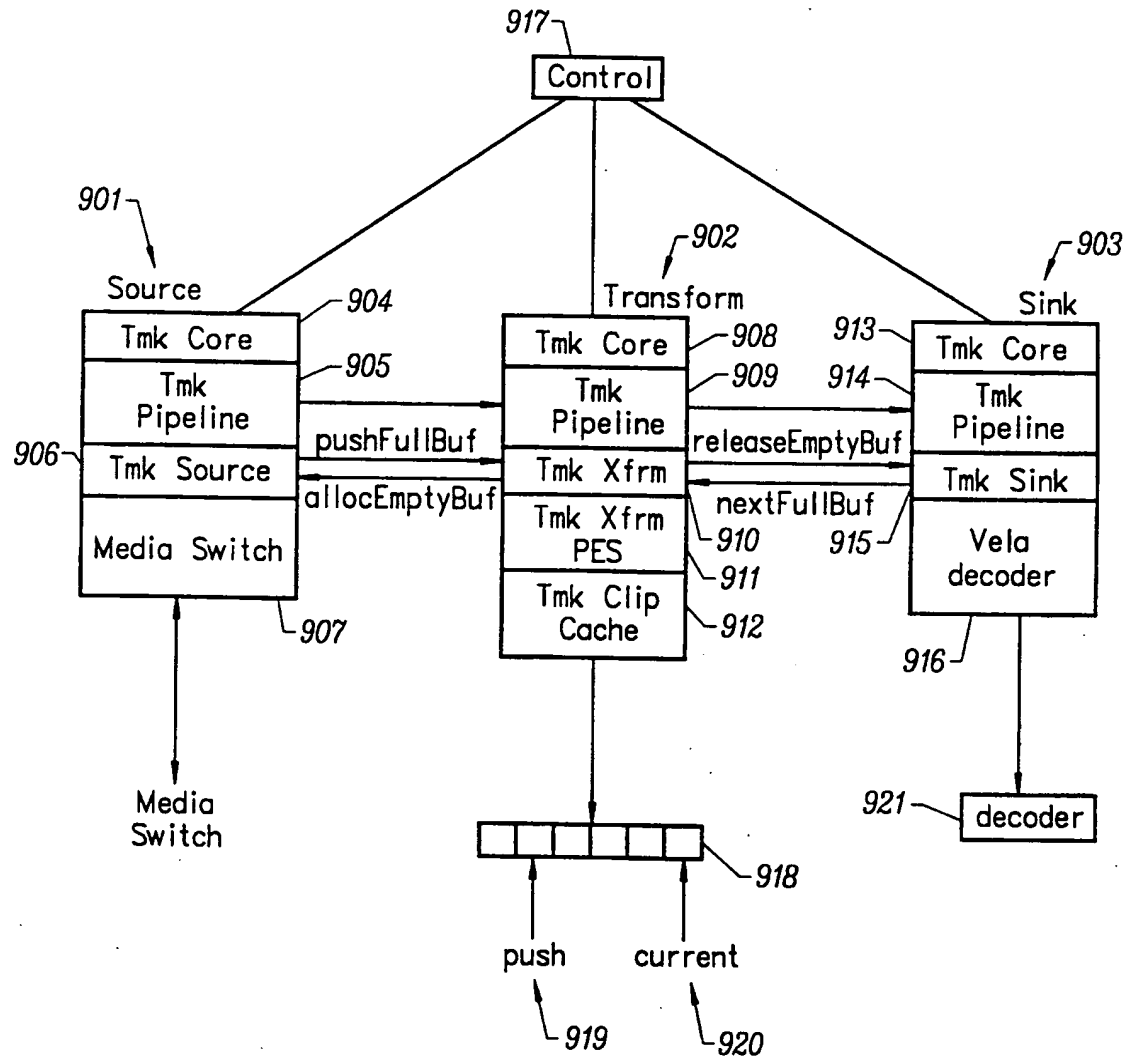 917
Control
901
902
903
Source
Transform
Sink
904
Tmk Core
905
Tmk
Pipeline
906
Tmk Source
Media Switch
907
pushFullBuf
allocEmptyBuf
Tmk Core
908
909
Tmk
Pipeline
Tmk Xfrm
910
Tmk Xfrm
PES
911
Tmk Clip
Cache
912
releaseEmptyBuf
nextFullBuf
913
Tmk Core
914
Tmk
Pipeline
Tmk Sink
915
Vela
decoder
916
Media
Switch
921
decoder
918
push
current
919
920